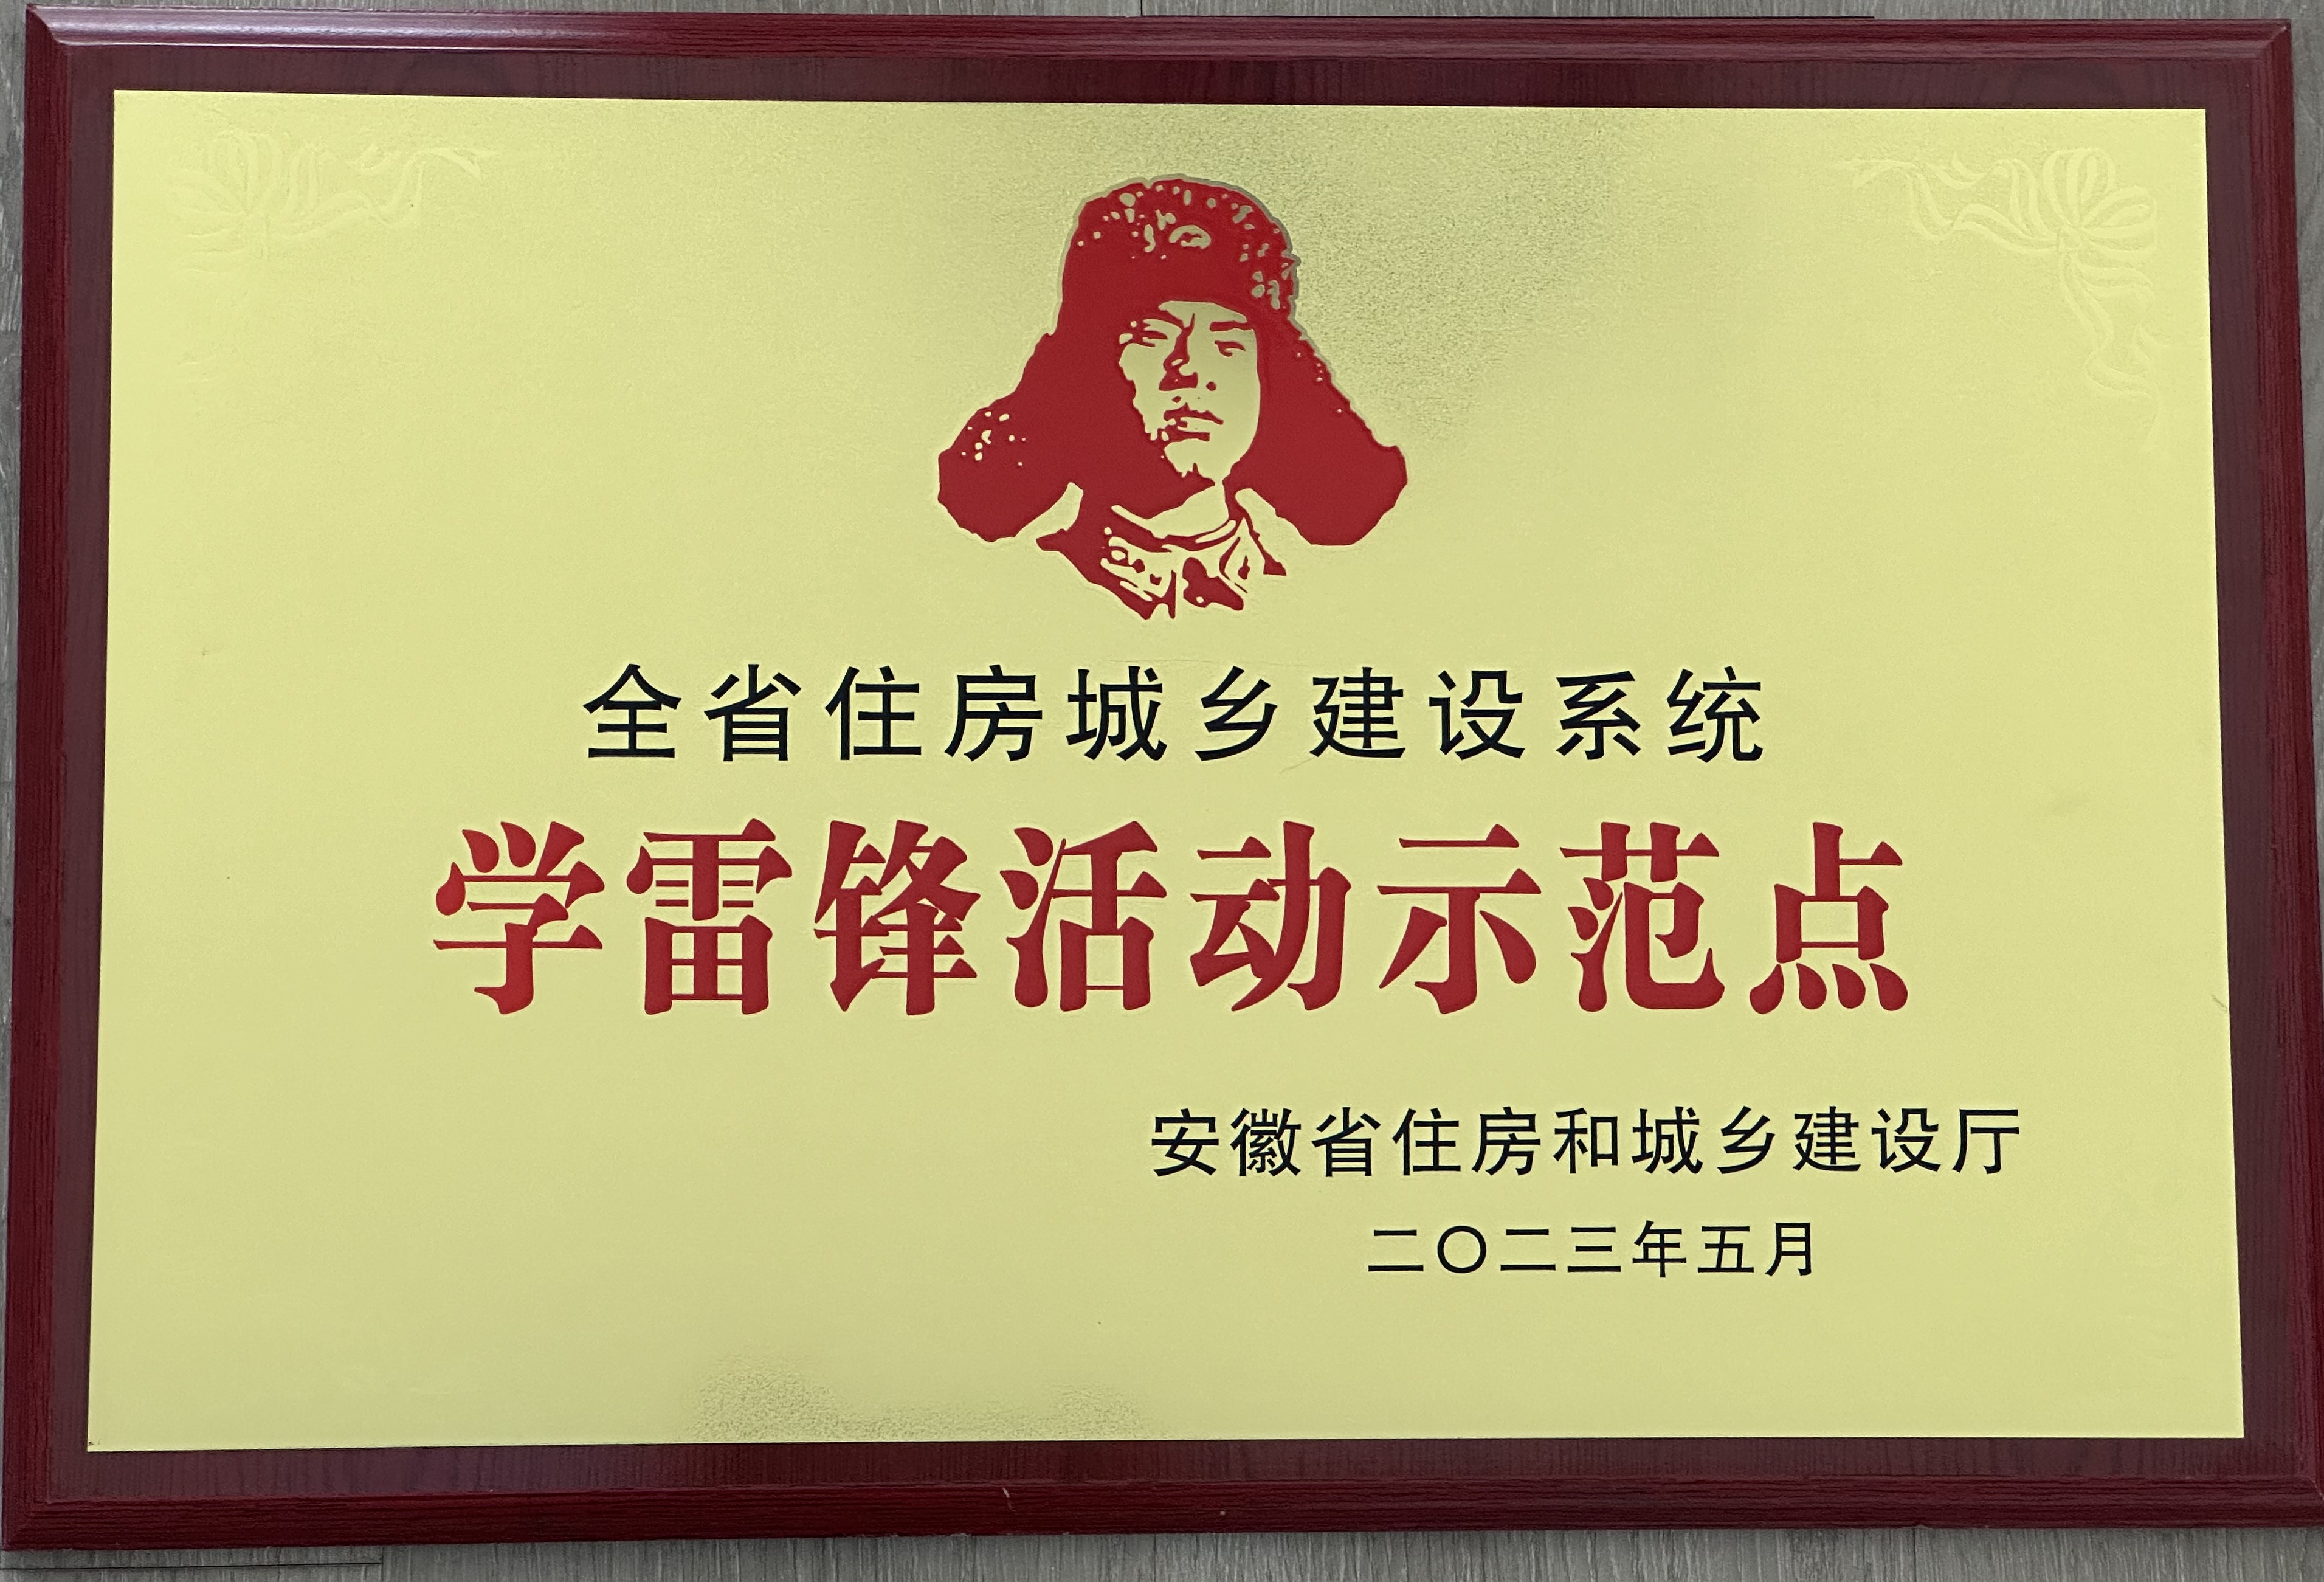 全省住房城乡建设系统
学雷锋活动示范点
安徽省住房和城乡建设厅
二〇二三年五月